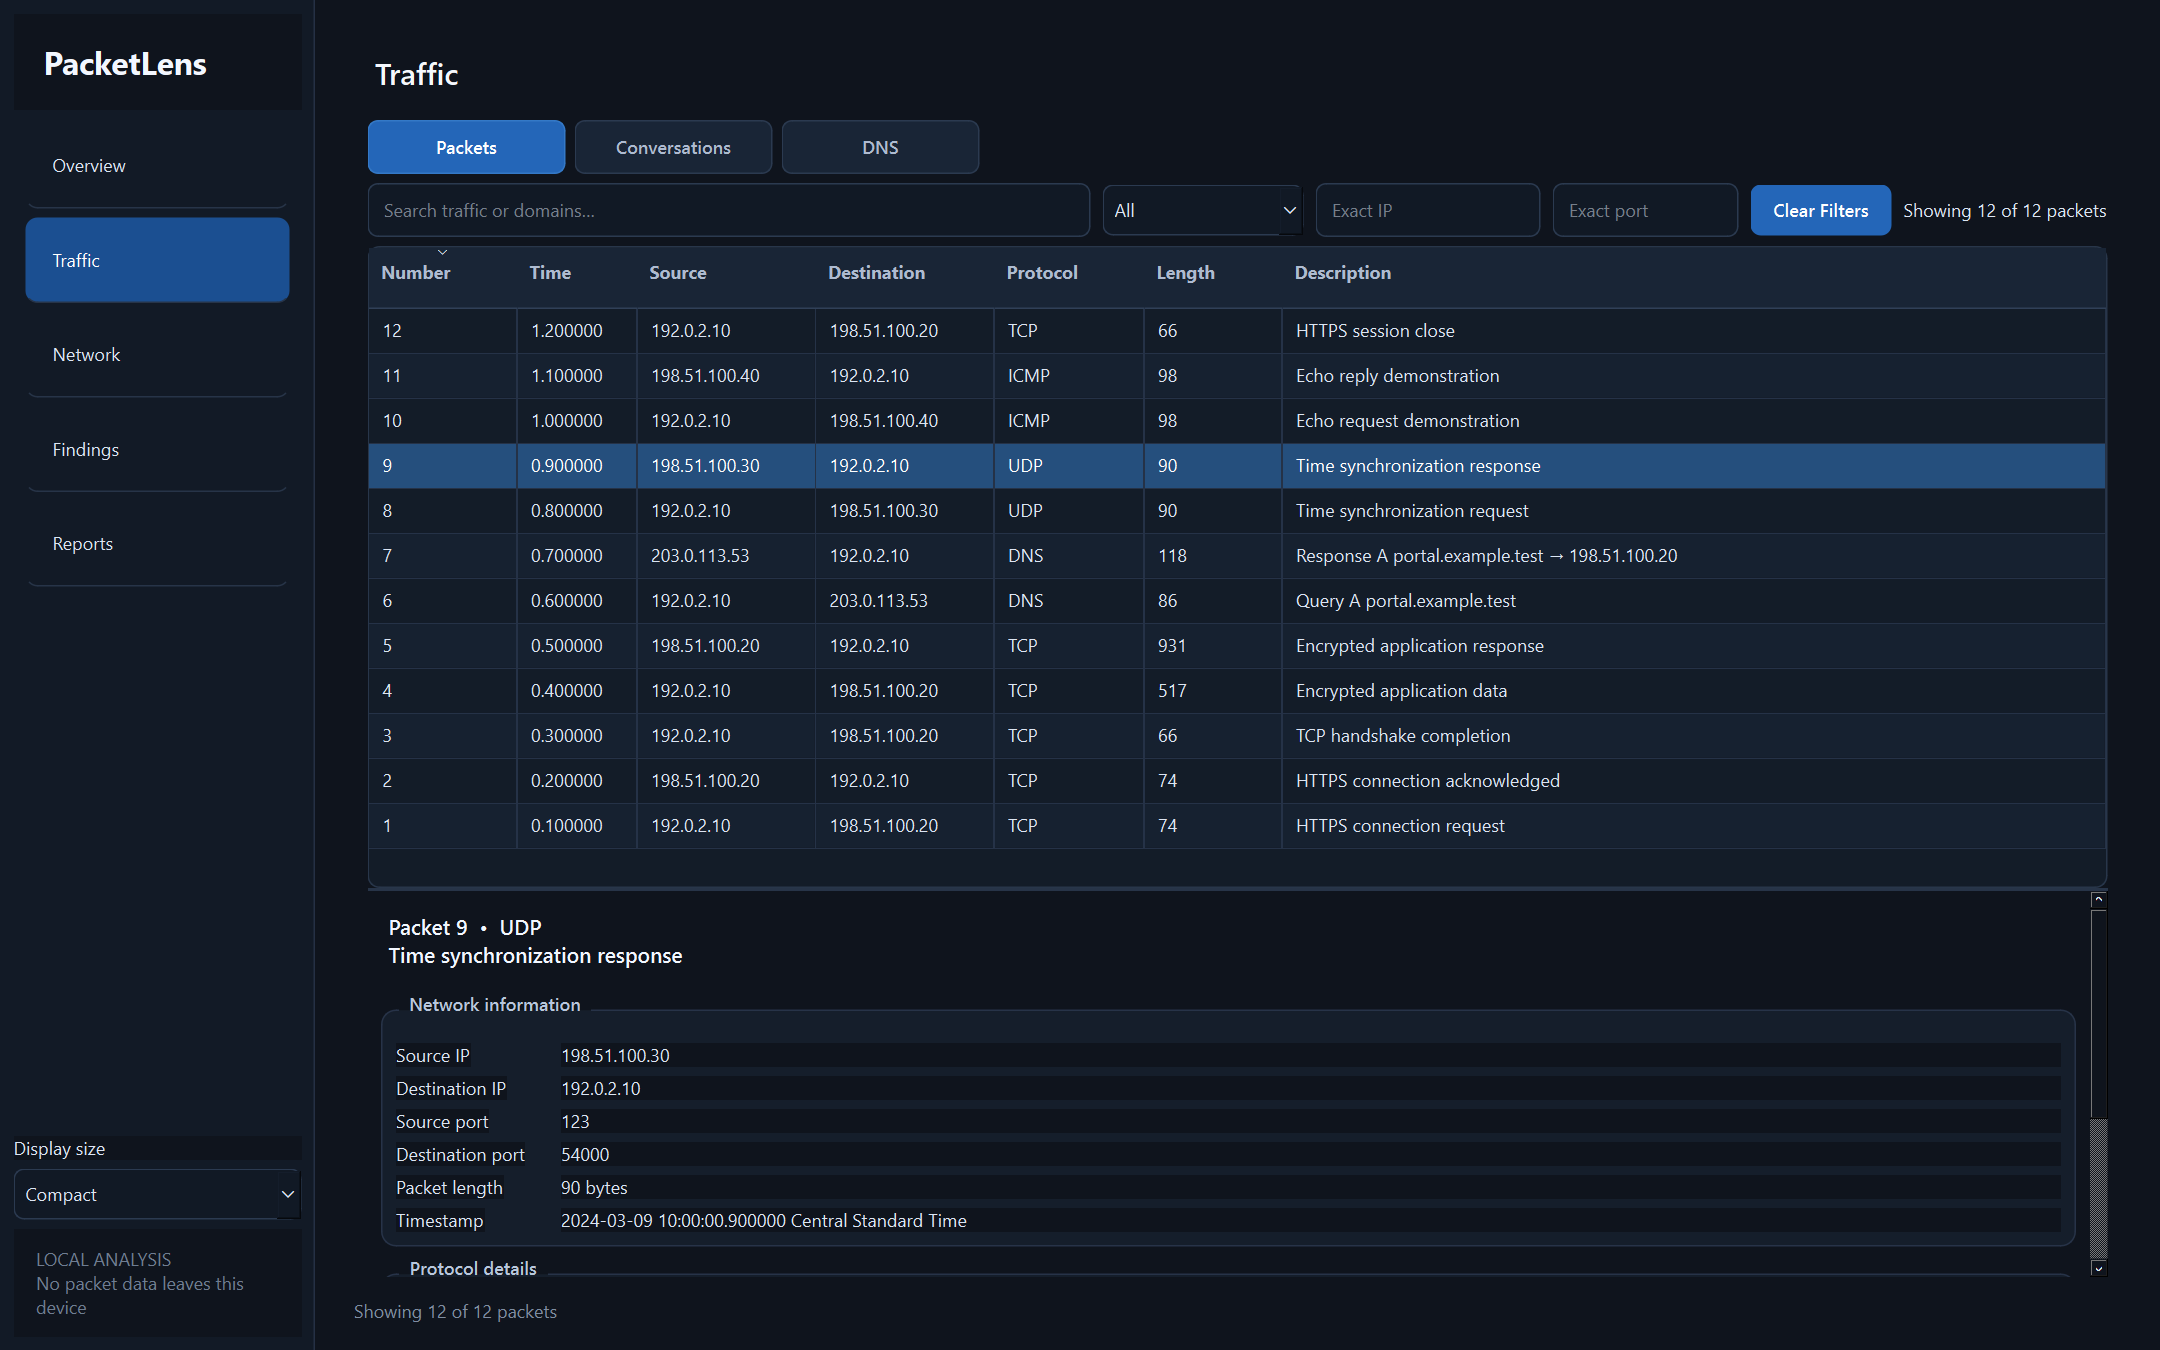 PacketLens
Overview
Traffic
Network
Findings
Reports
Display size
Compact
LOCAL ANALYSIS
No packet data leaves this
device
Traffic
Packets Conversations DNS
Search traffic or domains... All Exact IP Exact port Clear Filters Showing 12 of 12 packets
Number Time Source Destination Protocol Length Description
12 1.200000 192.0.2.10 198.51.100.20 TCP 66 HTTPS session close
11 1.100000 198.51.100.40 192.0.2.10 ICMP 98 Echo reply demonstration
10 1.000000 192.0.2.10 198.51.100.40 ICMP 98 Echo request demonstration
9 0.900000 198.51.100.30 192.0.2.10 UDP 90 Time synchronization response
8 0.800000 192.0.2.10 198.51.100.30 UDP 90 Time synchronization request
7 0.700000 203.0.113.53 192.0.2.10 DNS 118 Response A portal.example.test → 198.51.100.20
6 0.600000 192.0.2.10 203.0.113.53 DNS 86 Query A portal.example.test
5 0.500000 198.51.100.20 192.0.2.10 TCP 931 Encrypted application response
4 0.400000 192.0.2.10 198.51.100.20 TCP 517 Encrypted application data
3 0.300000 192.0.2.10 198.51.100.20 TCP 66 TCP handshake completion
2 0.200000 198.51.100.20 192.0.2.10 TCP 74 HTTPS connection acknowledged
1 0.100000 192.0.2.10 198.51.100.20 TCP 74 HTTPS connection request
Packet 9 • UDP
Time synchronization response
Network information
Source IP 198.51.100.30
Destination IP 192.0.2.10
Source port 123
Destination port 54000
Packet length 90 bytes
Timestamp 2024-03-09 10:00:00.900000 Central Standard Time
Protocol details
Showing 12 of 12 packets